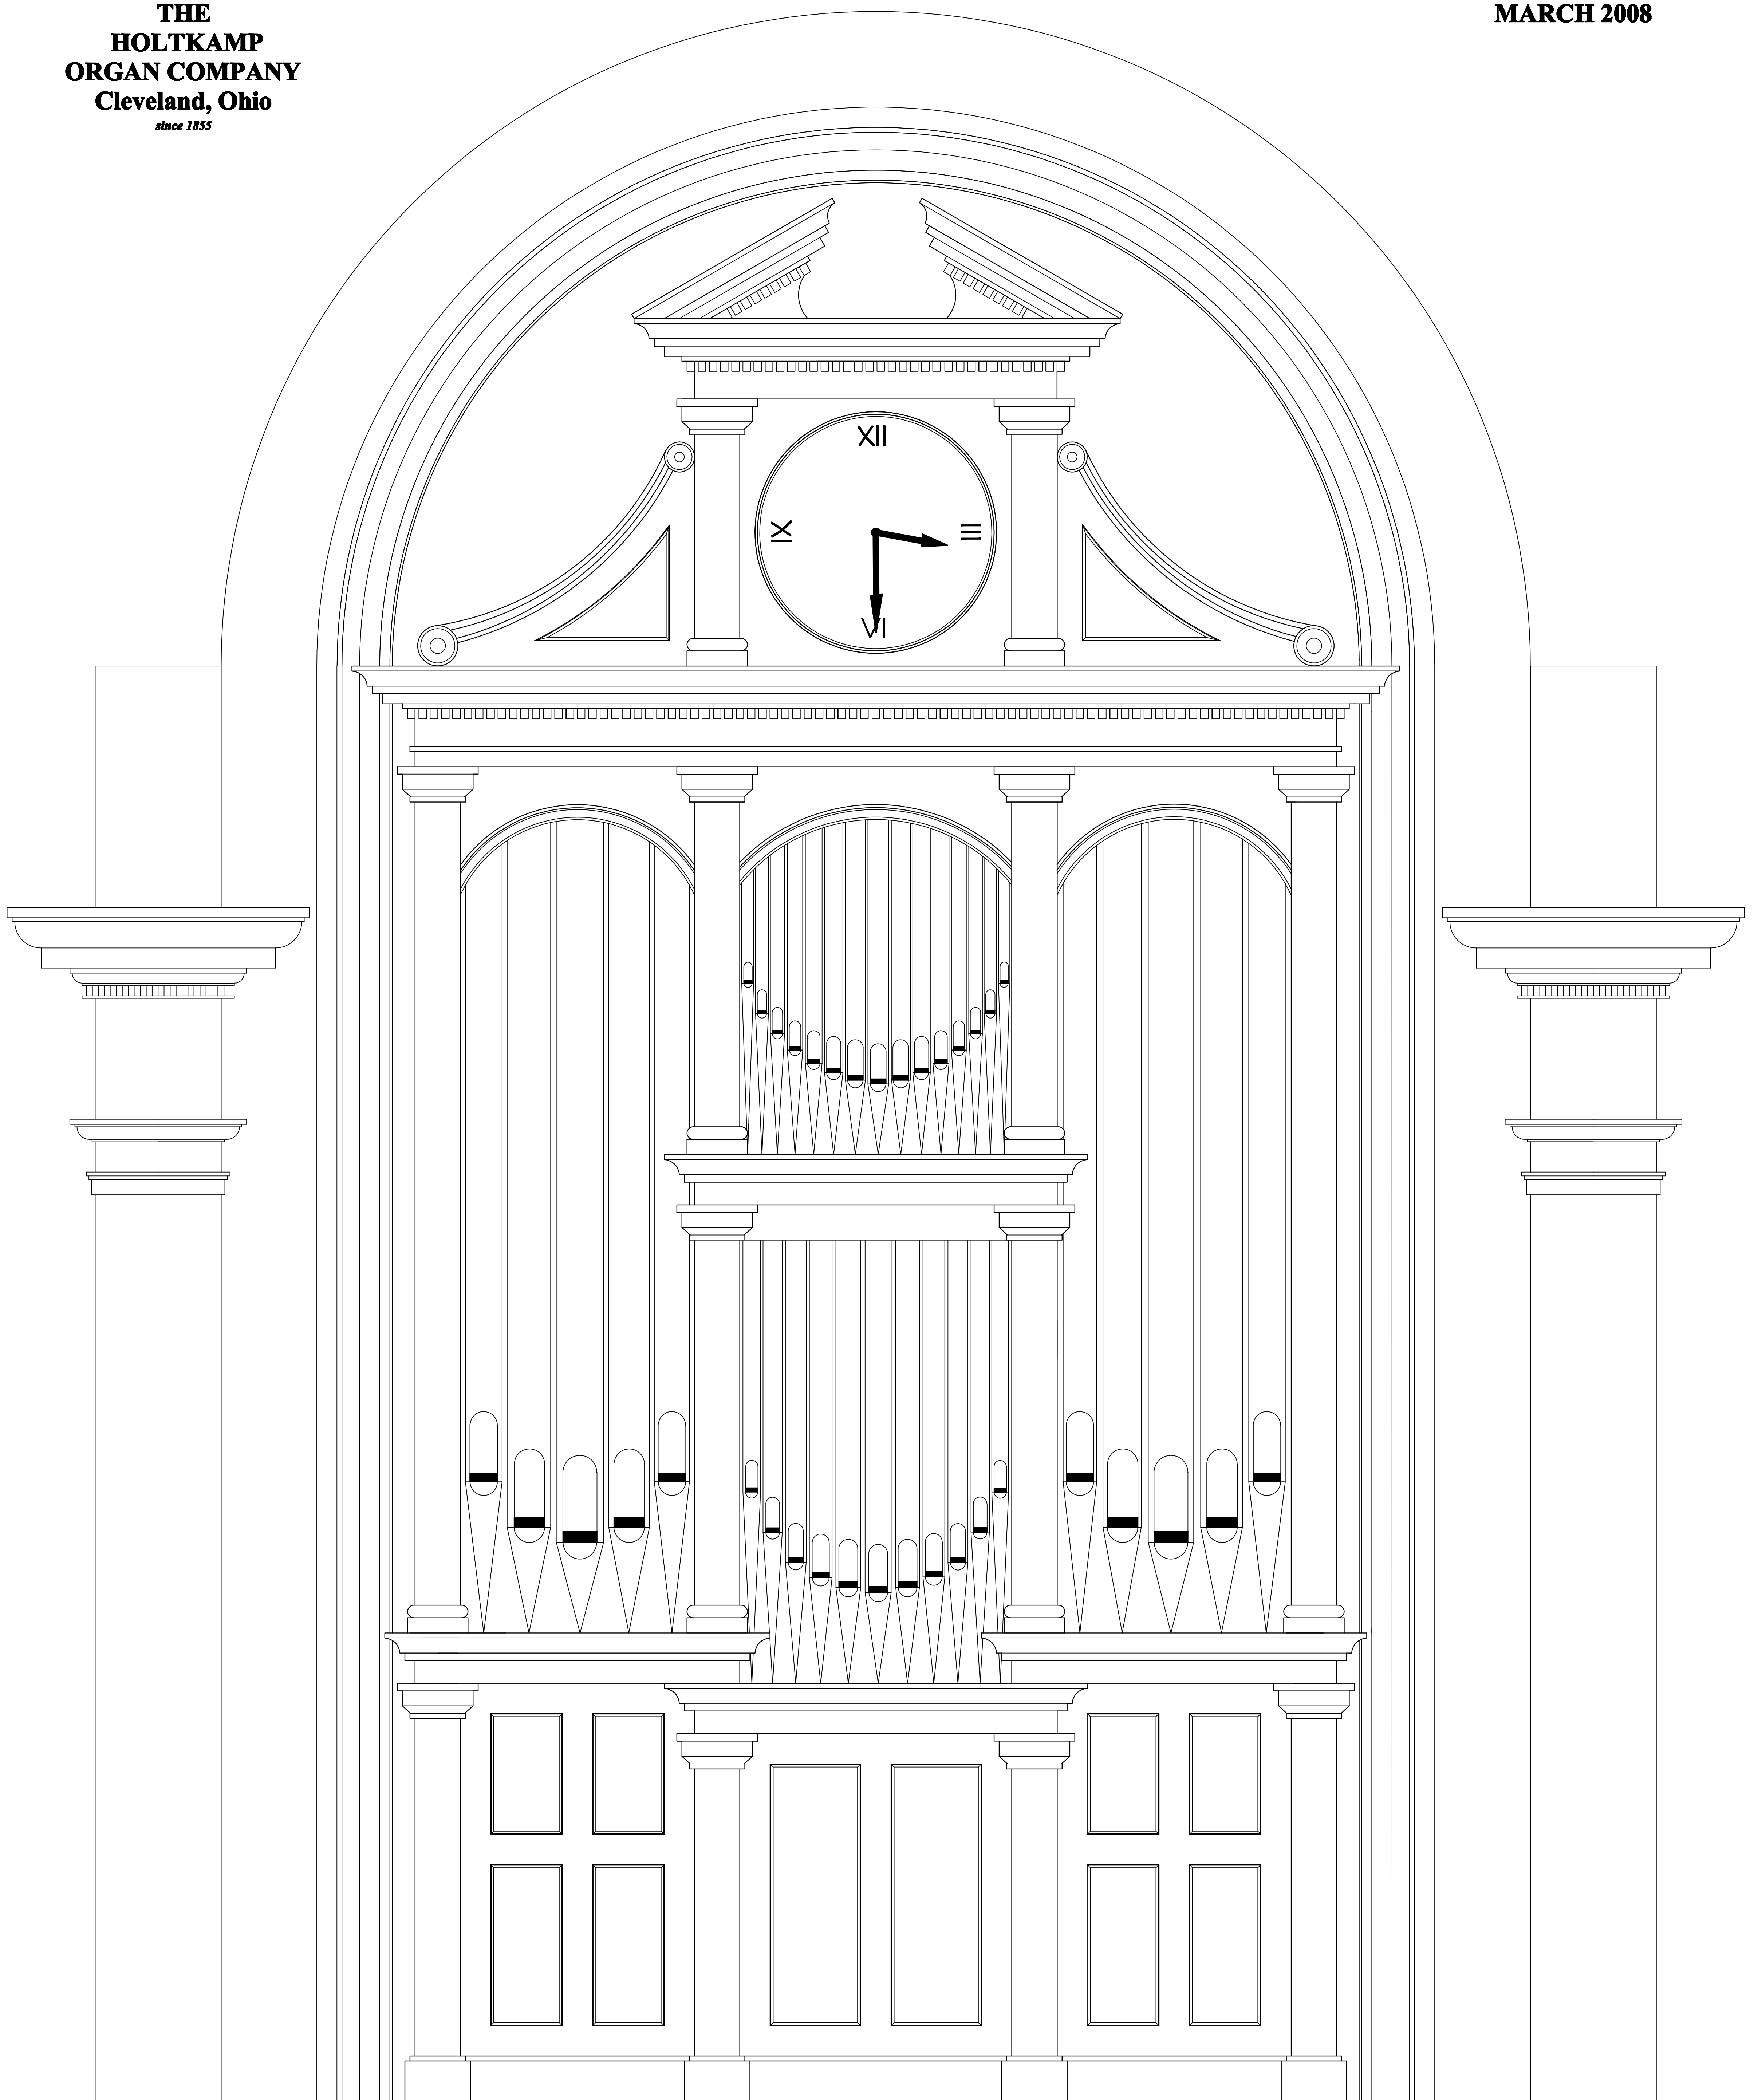 THE
HOLTKAMP
ORGAN COMPANY
Cleveland, Ohio
since 1855
MARCH 2008
XII
IX
III
VI